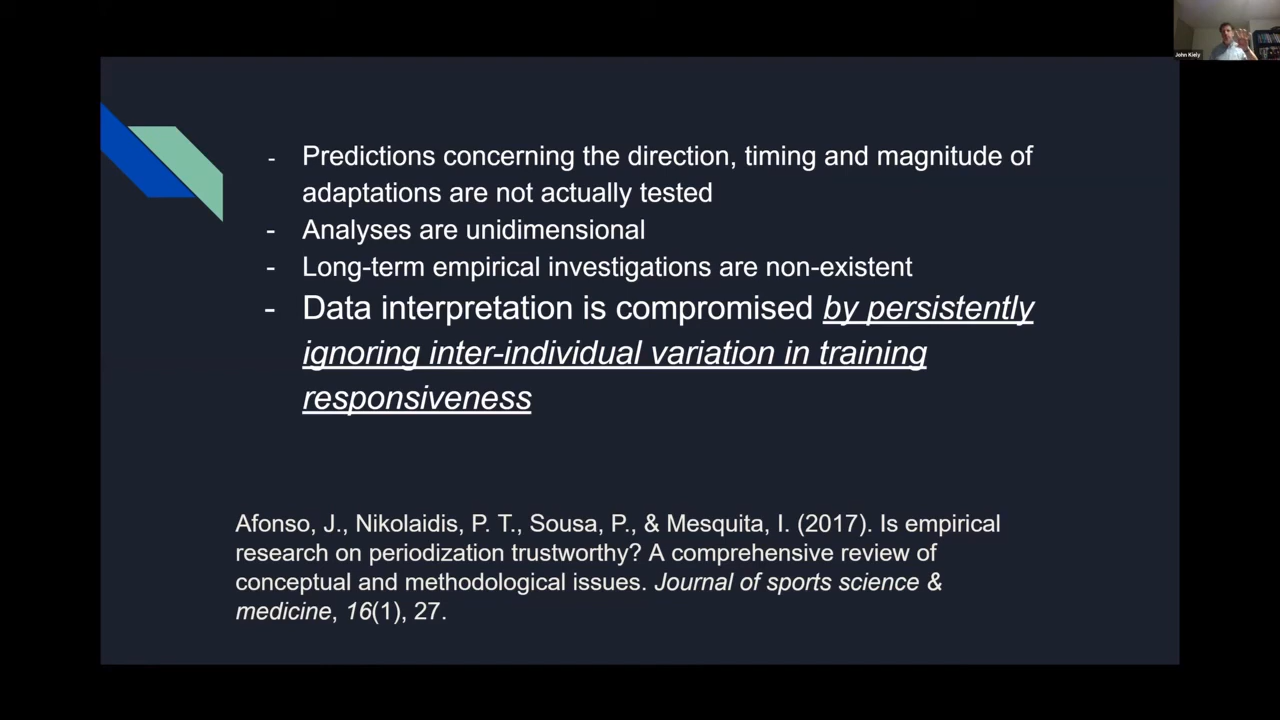 John Kiely
- Predictions concerning the direction, timing and magnitude of
adaptations are not actually tested
- Analyses are unidimensional
- Long-term empirical investigations are non-existent
- Data interpretation is compromised by persistently
ignoring inter-individual variation in training
responsiveness
Afonso, J., Nikolaidis, P. T., Sousa, P., & Mesquita, I. (2017). Is empirical
research on periodization trustworthy? A comprehensive review of
conceptual and methodological issues. Journal of sports science &
medicine, 16(1), 27.